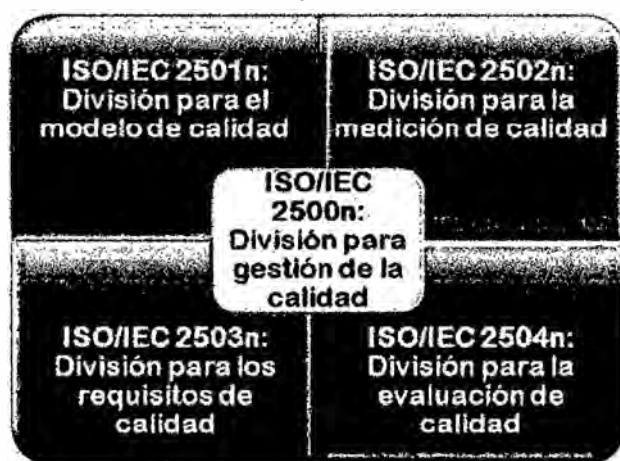 ISO/IEC 2501n:
División para el
modelo de calidad
ISO/IEC 2502n:
División para la
medición de calidad
ISO/IEC
2500n:
División para
gestión de la
calidad
ISO/IEC 2503n:
División para los
requisitos de
calidad
ISO/IEC 2504n:
División para la
evaluación de
calidad